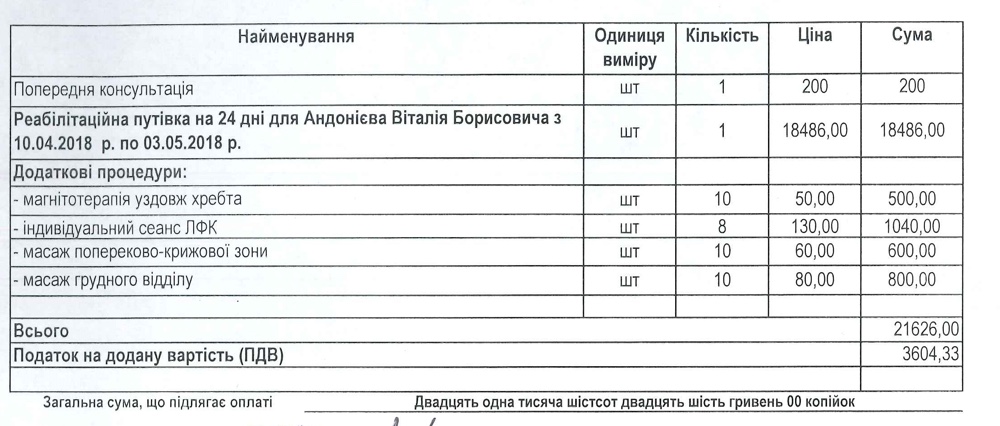 Найменування Одиниця виміру Кількість Ціна Сума
Попередня консультація шт 1 200 200
Реабілітаційна путівка на 24 дні для Андонієва Віталія Борисовича з
10.04.2018 р. по 03.05.2018 р. шт 1 18486,00 18486,00
Додаткові процедури:
- магнітотерапія уздовж хребта шт 10 50,00 500,00
- індивідуальний сеанс ЛФК шт 8 130,00 1040,00
- масаж попереково-крижової зони шт 10 60,00 600,00
- масаж грудного відділу шт 10 80,00 800,00
Всього 21626,00
Податок на додану вартість (ПДВ) 3604,33
Загальна сума, що підлягає оплаті Двадцять одна тисяча шістсот двадцять шість гривень 00 копійок